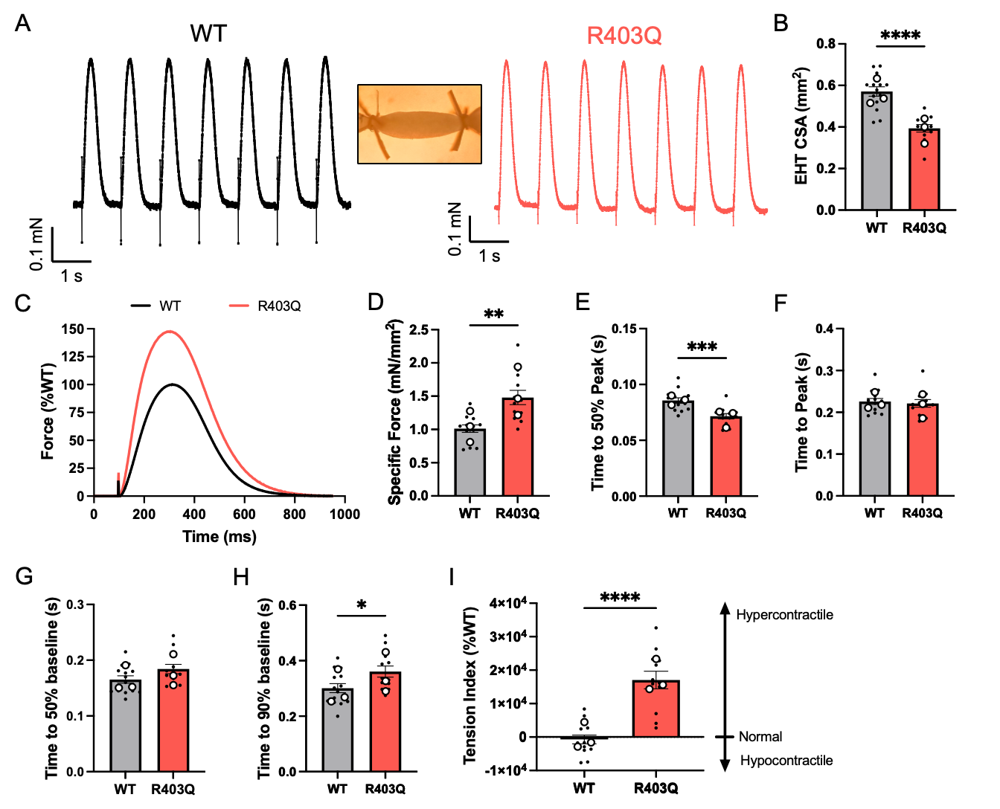 A
WT
R403Q
0.1 mN
1 s
0.1 mN
1 s
B
****
EHT CSA (mm²)
0.8
0.6
0.4
0.2
0.0
WT
R403Q
C
WT
R403Q
Force (%WT)
150
125
100
75
50
25
0
0
200
400
600
800
1000
Time (ms)
D
**
Specific Force (mN/mm²)
2.5
2.0
1.5
1.0
0.5
0.0
WT
R403Q
E
***
Time to 50% Peak (s)
0.15
0.10
0.05
0.00
WT
R403Q
F
Time to Peak (s)
0.4
0.3
0.2
0.1
0.0
WT
R403Q
G
Time to 50% baseline (s)
0.3
0.2
0.1
0.0
WT
R403Q
H
*
Time to 90% baseline (s)
0.6
0.4
0.2
0.0
WT
R403Q
I
****
Tension Index (%WT)
4×10⁴
3×10⁴
2×10⁴
1×10⁴
0
-1×10⁴
WT
R403Q
Hypercontractile
Normal
Hypocontractile